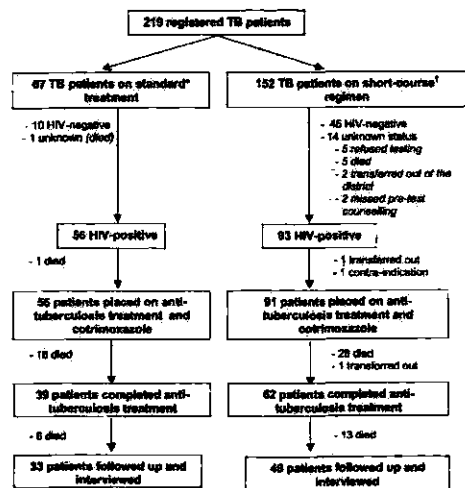 219 registered TB patients
67 TB patients on standard* treatment
- 10 HIV-negative
- 1 unknown (died)
56 HIV-positive
- 1 died
55 patients placed on anti-
tuberculosis treatment and
cotrimoxazole
- 16 died
39 patients completed anti-
tuberculosis treatment
- 6 died
33 patients followed up and
interviewed
152 TB patients on short-course†
regimen
- 45 HIV-negative
- 14 unknown status
- 5 refused testing
- 5 died
- 2 transferred out of the
district
- 2 missed pre-test
counselling
93 HIV-positive
- 1 transferred out
- 1 contra-indication
91 patients placed on anti-
tuberculosis treatment and
cotrimoxazole
- 28 died
- 1 transferred out
62 patients completed anti-
tuberculosis treatment
- 13 died
49 patients followed up and
interviewed